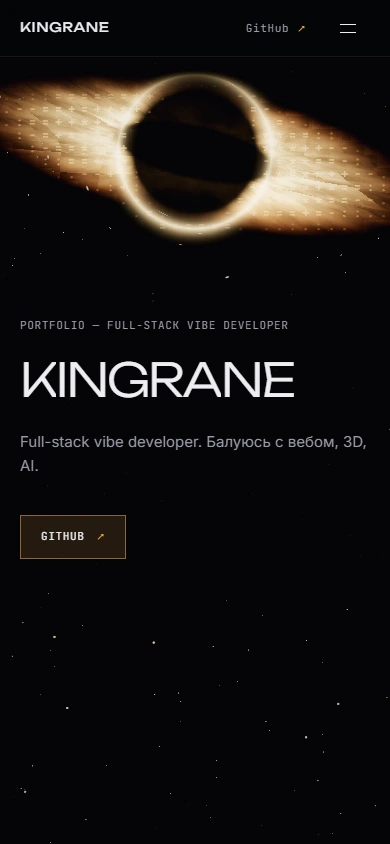 KINGRANE
GitHub ↗
PORTFOLIO — FULL-STACK VIBE DEVELOPER
KINGRANE
Full-stack vibe developer. Балуюсь с вебом, 3D,
AI.
GITHUB ↗